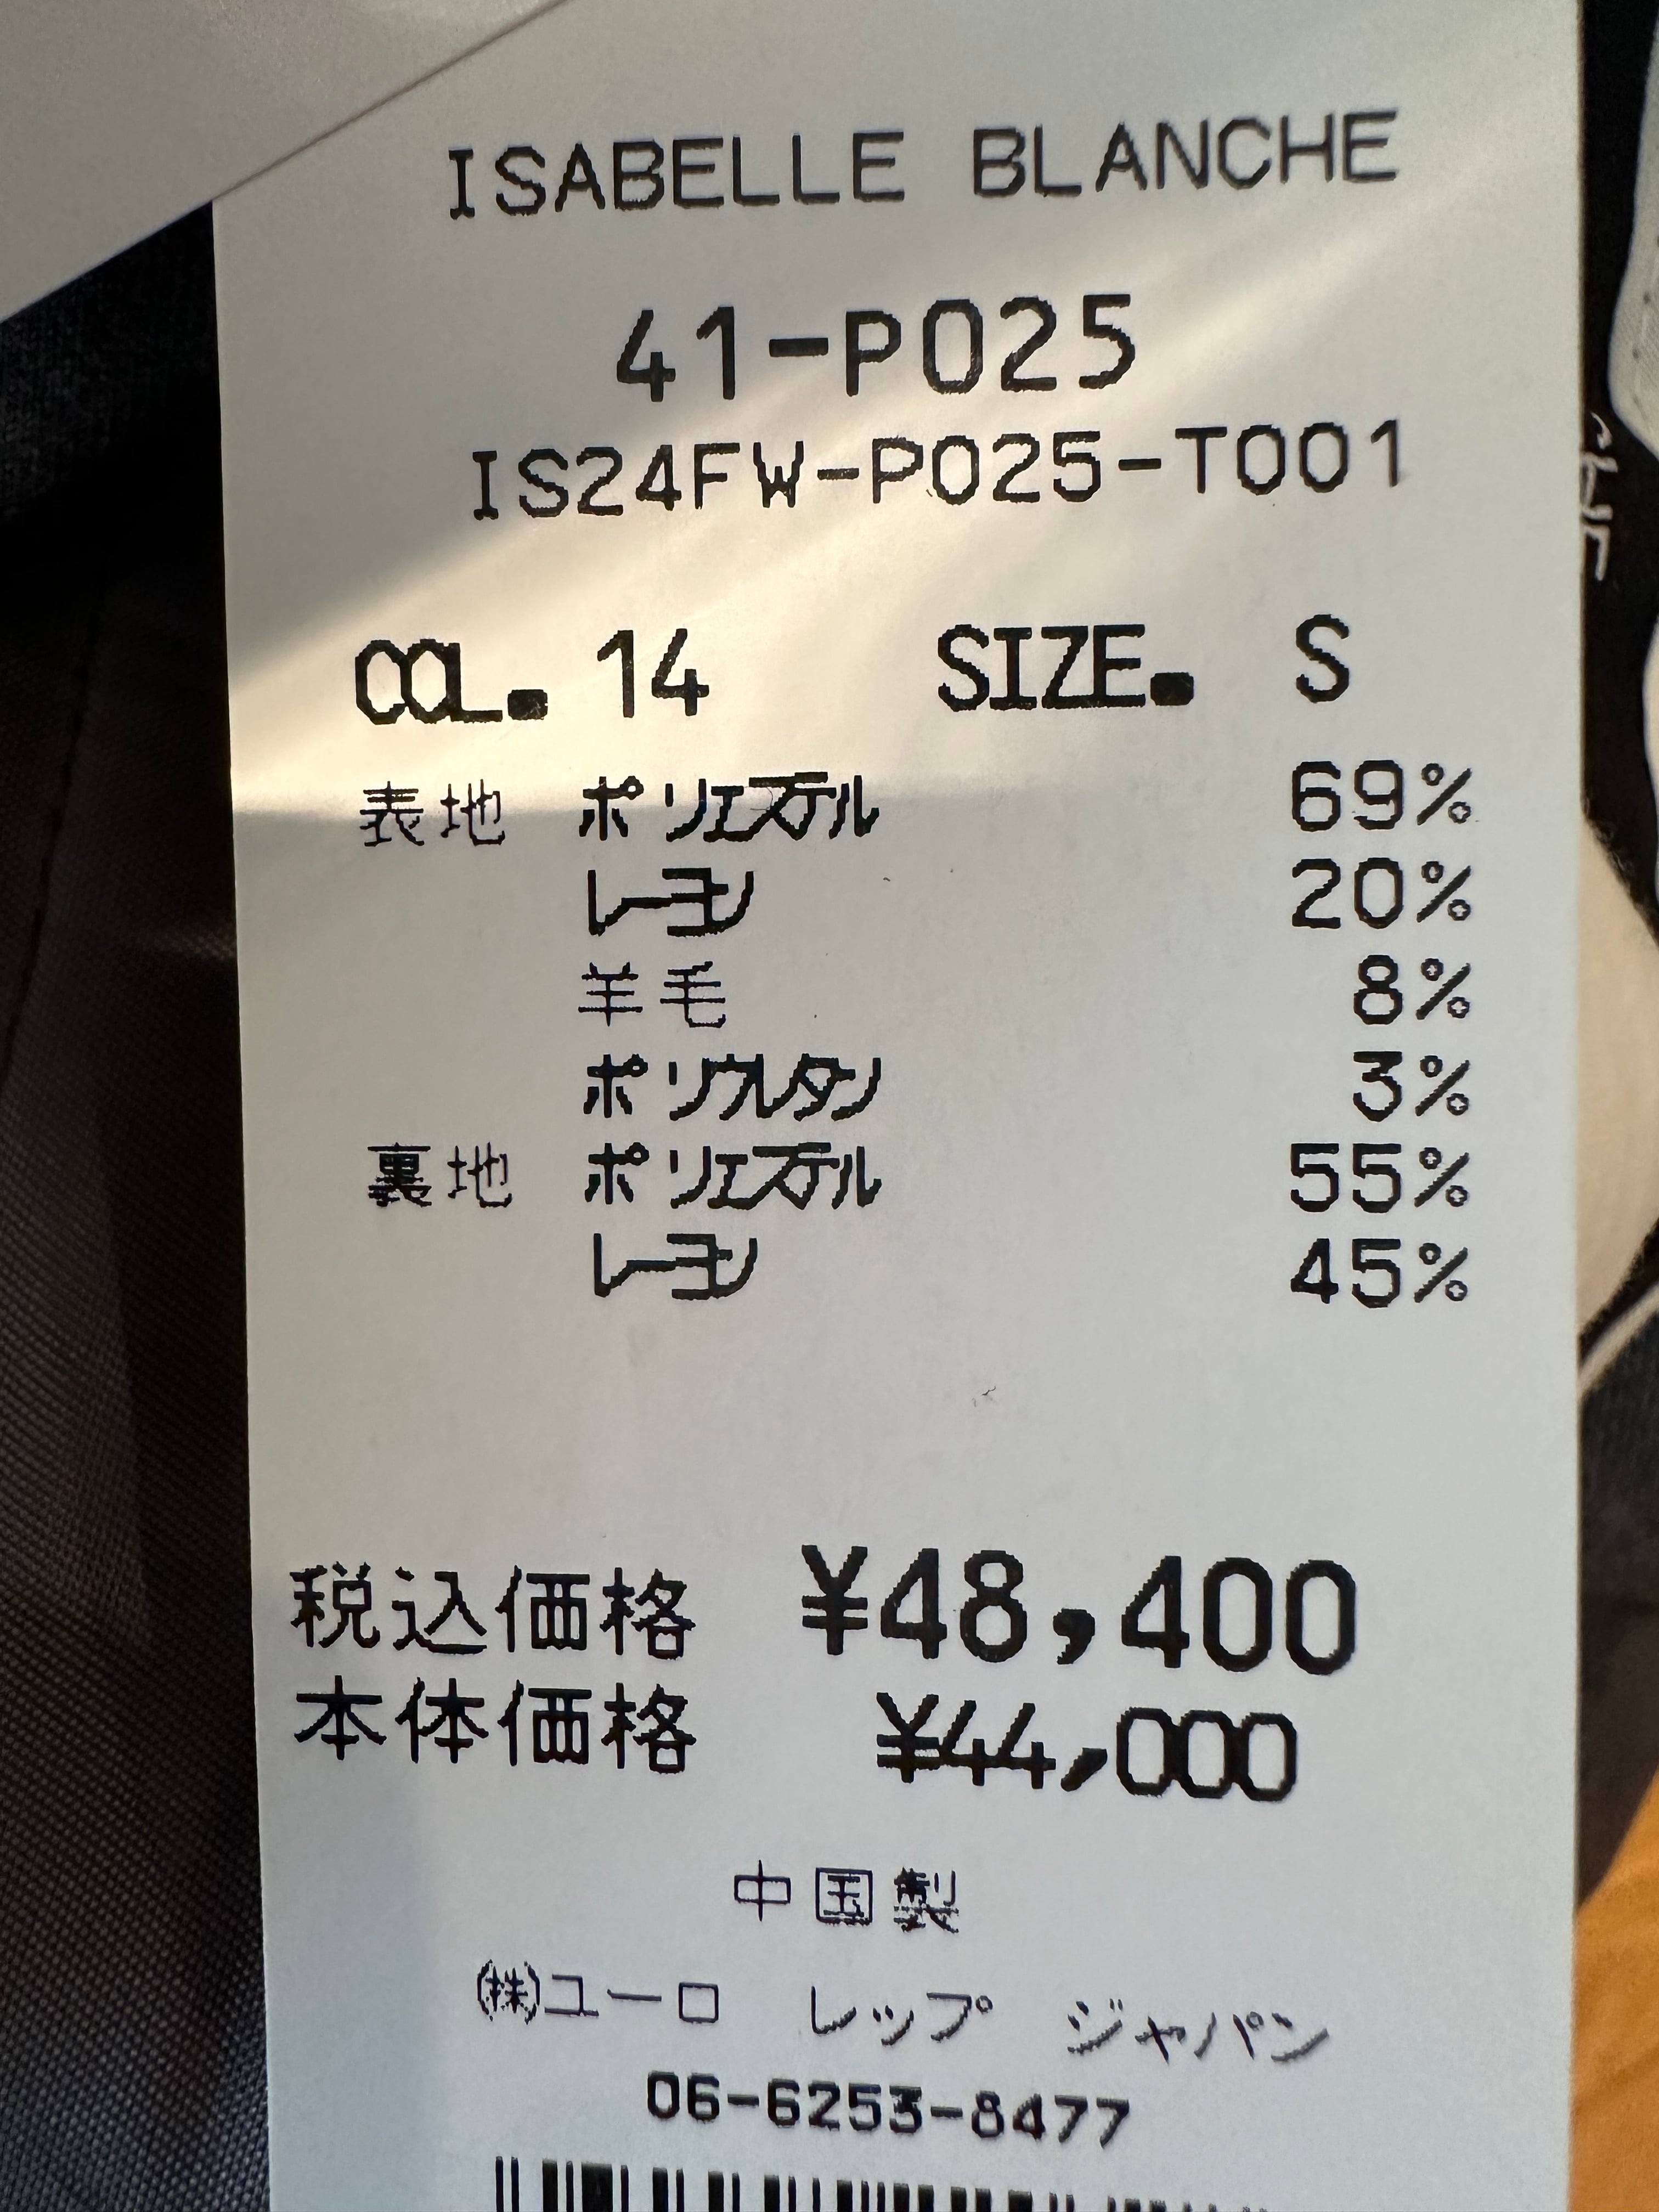 ISABELLE BLANCHE
41-P025
IS24FW-P025-T001
COL. 14 SIZE. S
表地 ポリエステル 69%
レーヨン 20%
羊毛 8%
ポリウレタン 3%
裏地 ポリエステル 55%
レーヨン 45%
税込価格 ¥48,400
本体価格 ¥44,000
中国製
㈱ユーロ レップ ジャパン
06-6253-8477